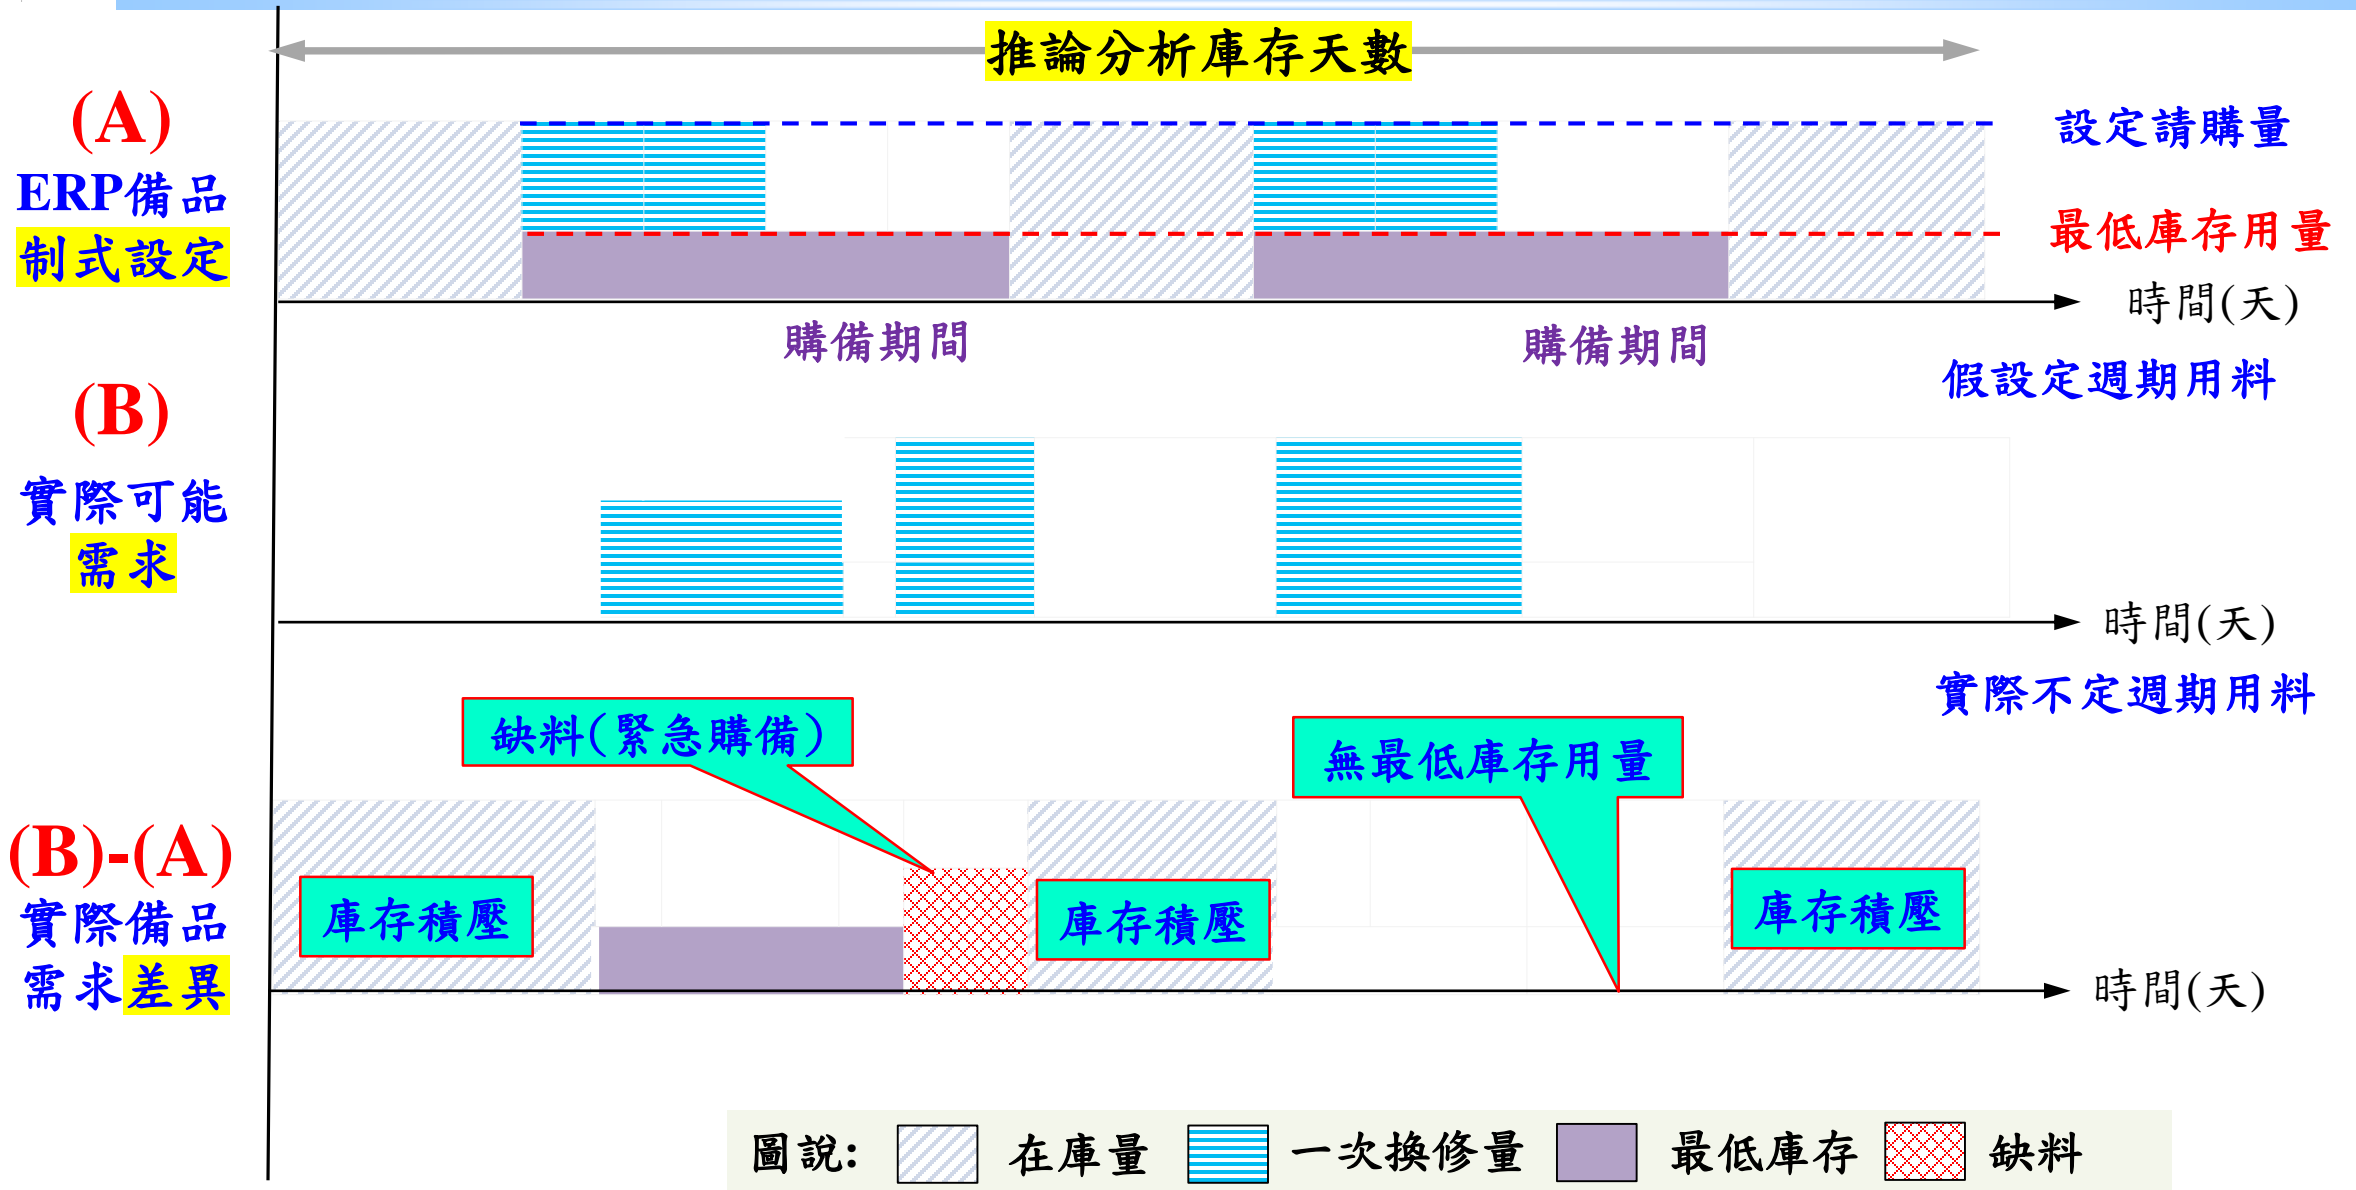 推論分析庫存天數
(A)
ERP備品
制式設定
設定請購量
最低庫存用量
時間(天)
購備期間
購備期間
假設定週期用料
(B)
實際可能
需求
時間(天)
實際不定週期用料
缺料(緊急購備)
無最低庫存用量
(B)-(A)
實際備品
需求差異
庫存積壓
庫存積壓
庫存積壓
時間(天)
圖說:
在庫量
一次換修量
最低庫存
缺料